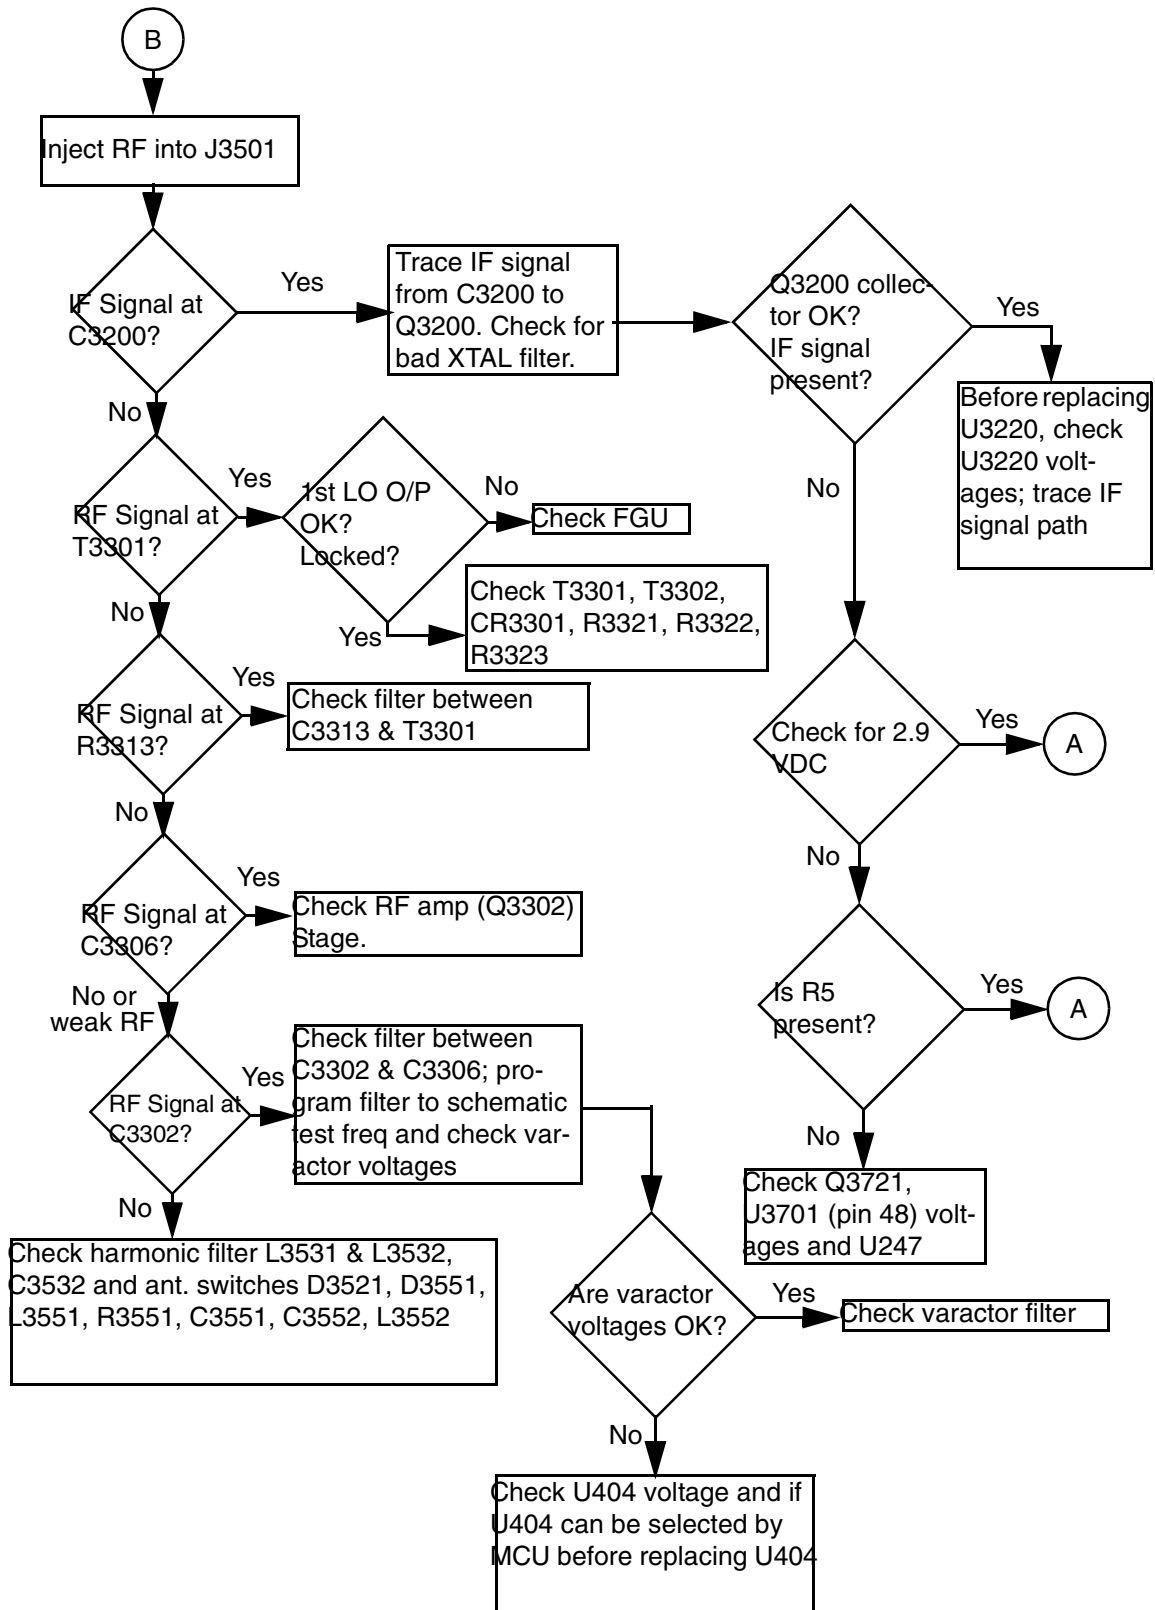 B
Inject RF into J3501
IF Signal at
C3200?
Yes
Trace IF signal
from C3200 to
Q3200. Check for
bad XTAL filter.
Q3200 collec-
tor OK?
IF signal
present?
Yes
Before replacing
U3220, check
U3220 volt-
ages; trace IF
signal path
No
No
RF Signal at
T3301?
Yes
1st LO O/P
OK?
Locked?
No
Check FGU
Yes
Check T3301, T3302,
CR3301, R3321, R3322,
R3323
No
RF Signal at
R3313?
Yes
Check filter between
C3313 & T3301
Check for 2.9
VDC
Yes
A
No
RF Signal at
C3306?
Yes
Check RF amp (Q3302)
Stage.
No
Is R5
present?
Yes
A
No or
weak RF
RF Signal at
C3302?
Yes
Check filter between
C3302 & C3306; pro-
gram filter to schematic
test freq and check var-
actor voltages
No
Check Q3721,
U3701 (pin 48) volt-
ages and U247
No
Check harmonic filter L3531 & L3532,
C3532 and ant. switches D3521, D3551,
L3551, R3551, C3551, C3552, L3552
Are varactor
voltages OK?
Yes
Check varactor filter
No
Check U404 voltage and if
U404 can be selected by
MCU before replacing U404